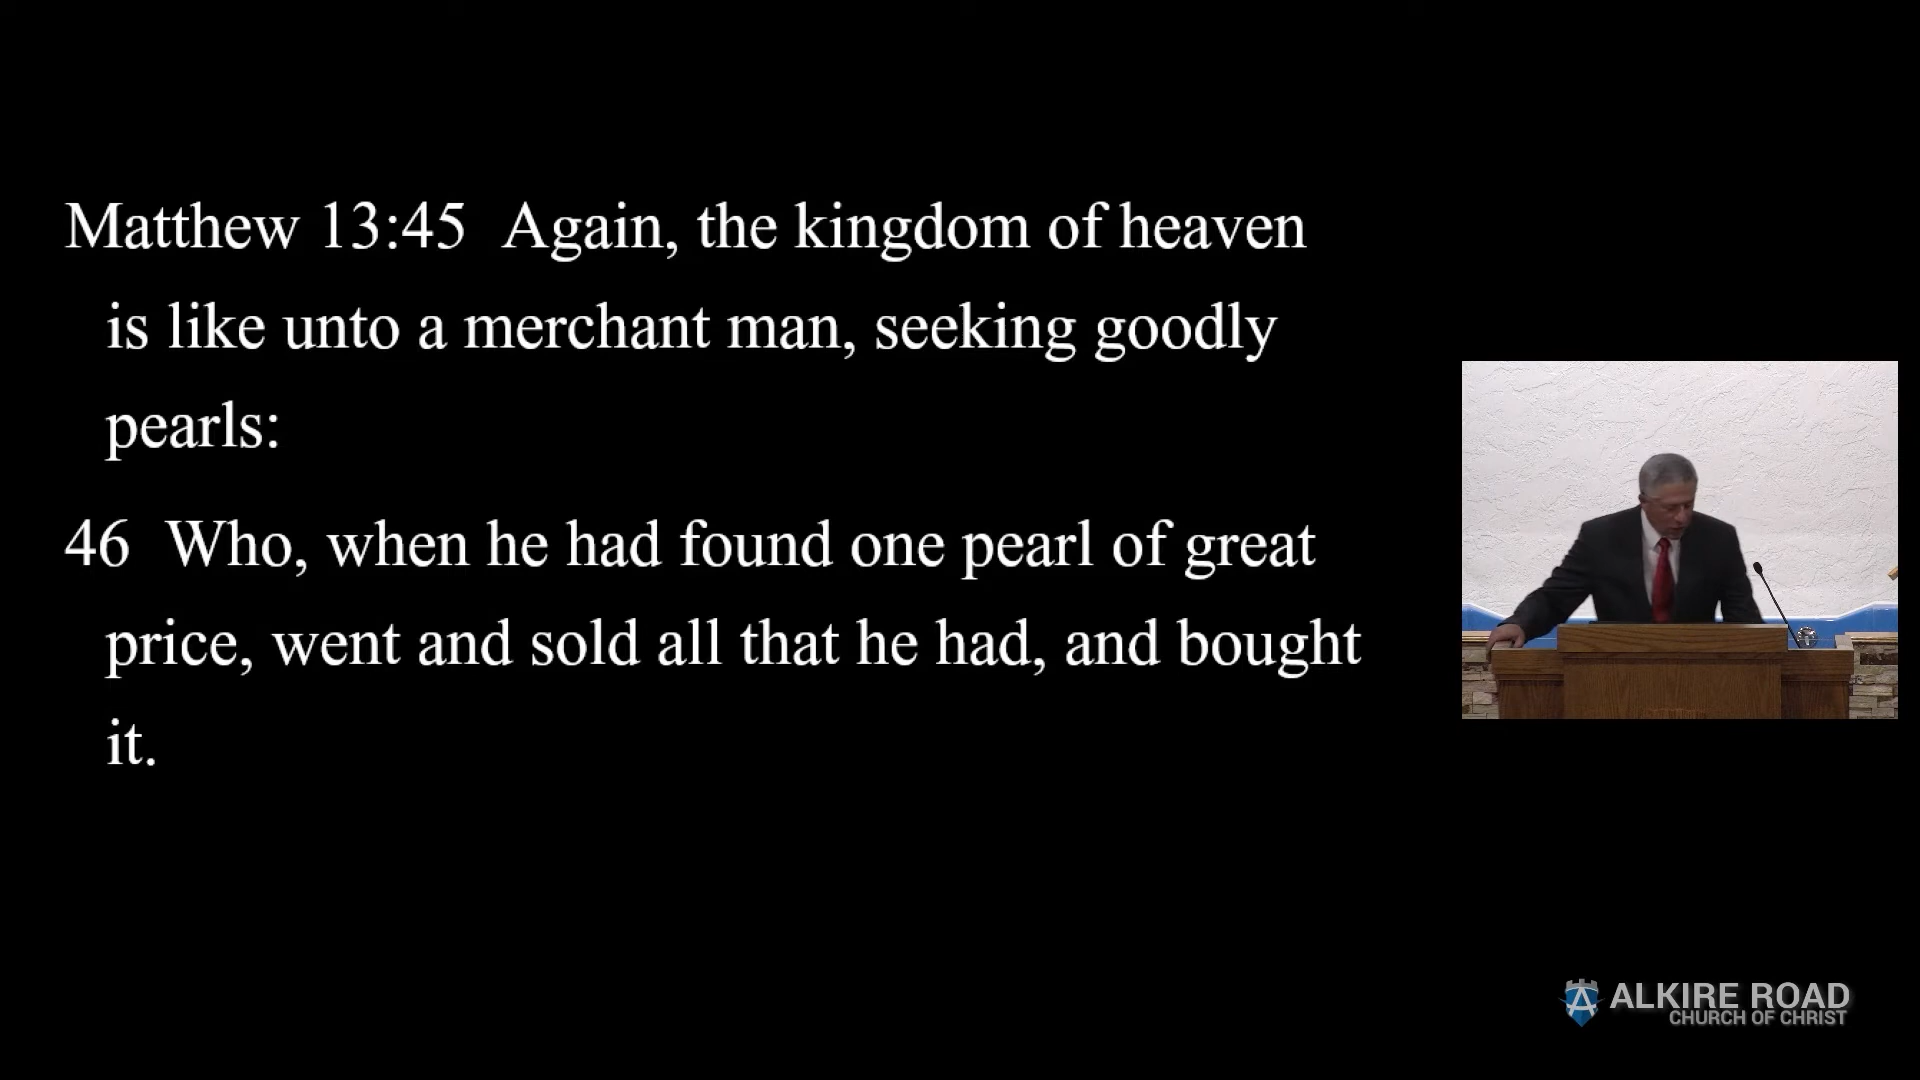 Matthew 13:45  Again, the kingdom of heaven
is like unto a merchant man, seeking goodly
pearls:
46  Who, when he had found one pearl of great
price, went and sold all that he had, and bought
it.
ALKIRE ROAD
CHURCH OF CHRIST